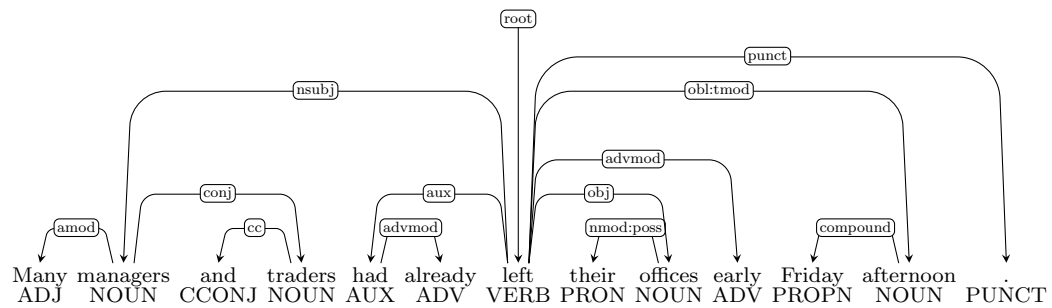 root
punct
nsubj obl:tmod
advmod
conj aux obj
amod cc advmod nmod:poss compound
Many managers and traders had already left their offices early Friday afternoon .
ADJ NOUN CCONJ NOUN AUX ADV VERB PRON NOUN ADV PROPN NOUN PUNCT